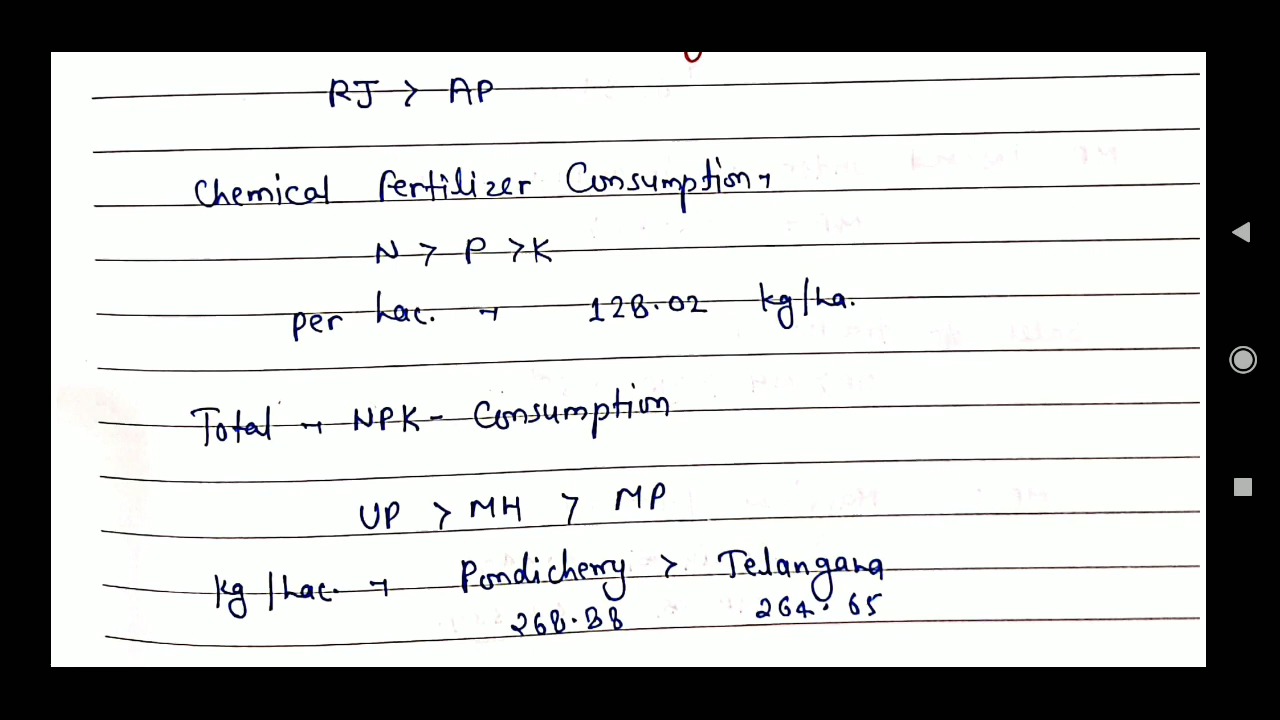 RJ > AP
Chemical fertilizer Consumption →
N > P > K
per hac. → 128.02 kg/ha.
Total → NPK - Consumption
UP > MH > MP
kg/hac. → Pondicherry > Telangana
268.88 264.65